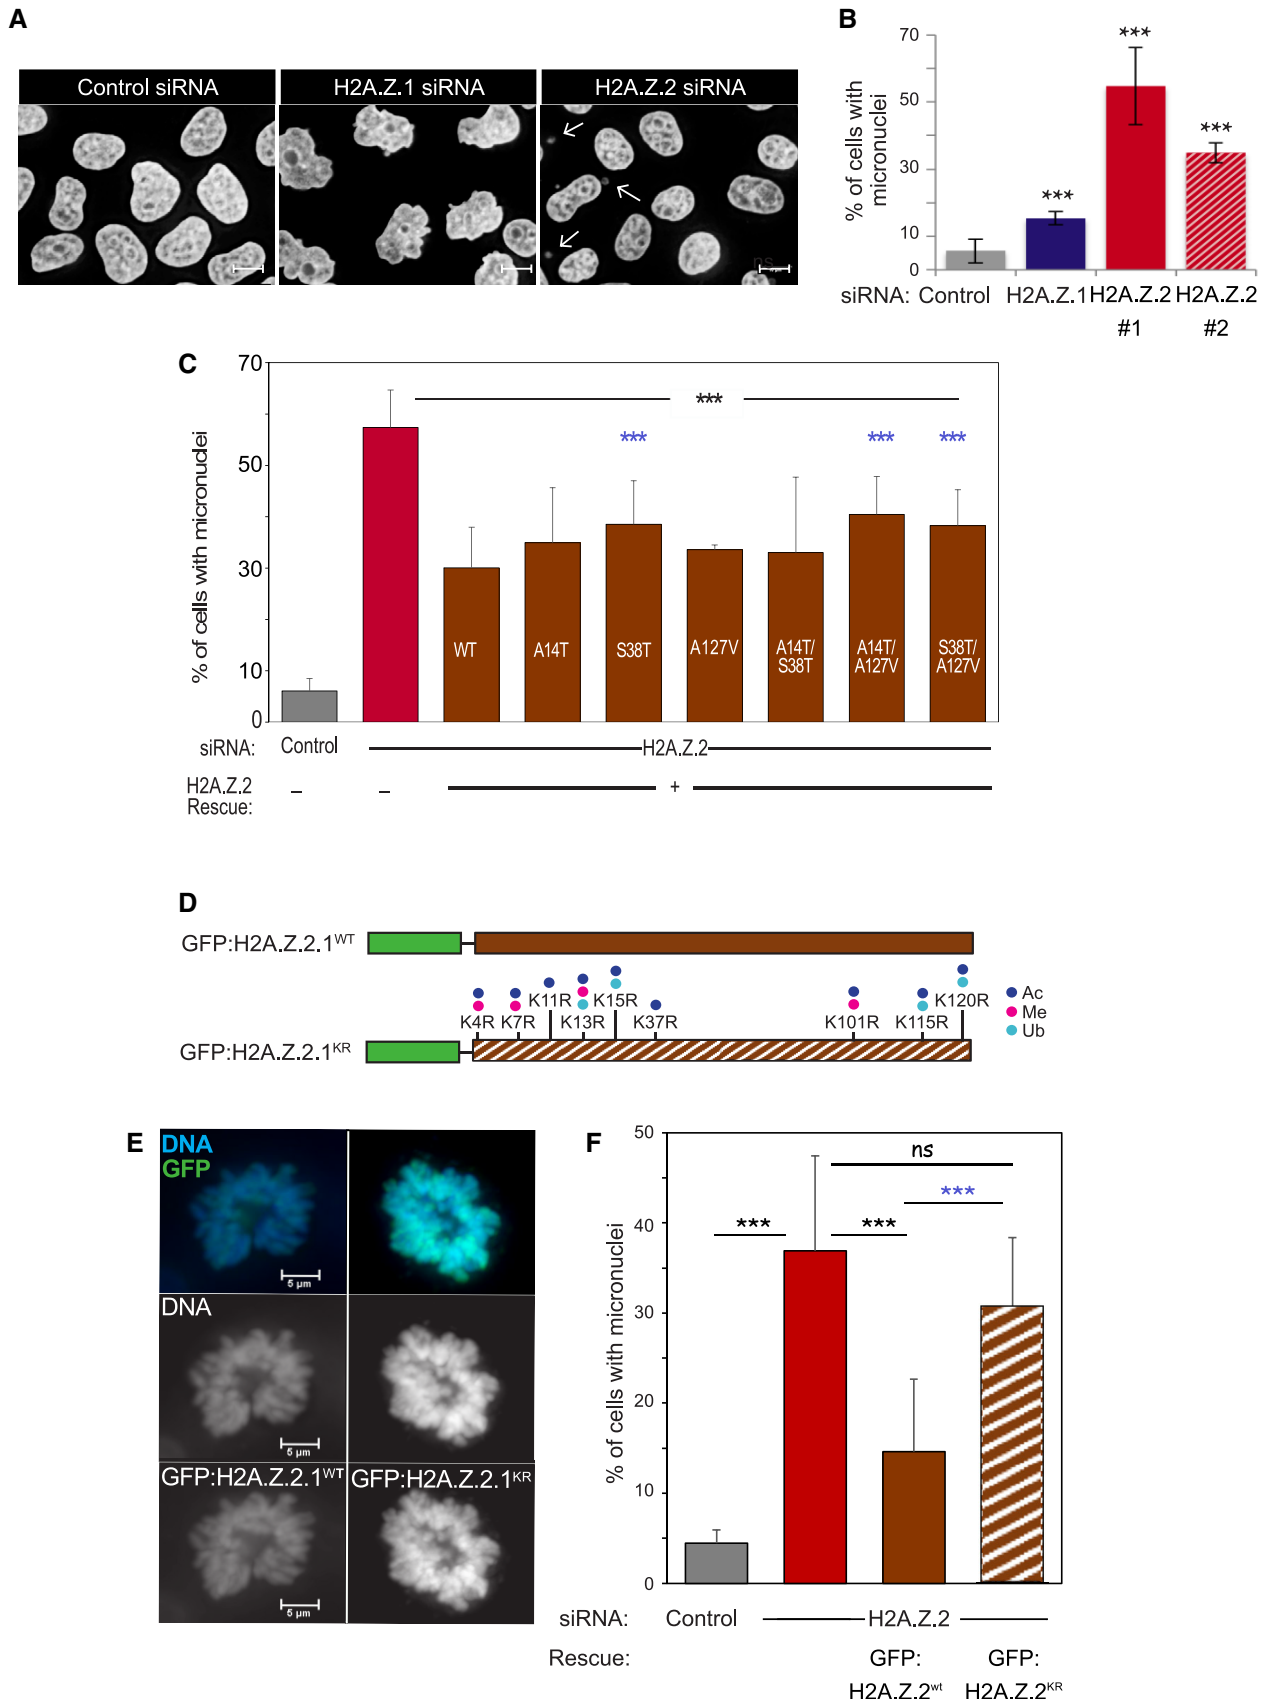 A
Control siRNA
H2A.Z.1 siRNA
H2A.Z.2 siRNA
ns
B
% of cells with
micronuclei
70
50
30
10
0
***
***
***
siRNA: Control H2A.Z.1 H2A.Z.2 H2A.Z.2
#1 #2
C
% of cells with micronuclei
70
50
30
10
0
***
*** *** ***
WT
A14T
S38T
A127V
A14T/
S38T
A14T/
A127V
S38T/
A127V
siRNA: Control H2A.Z.2
H2A.Z.2
Rescue: – – +
D
GFP:H2A.Z.2.1WT
K4R K7R K11R K13R K15R K37R K101R K115R K120R
Ac
Me
Ub
GFP:H2A.Z.2.1KR
E
DNA
GFP
5 µm
DNA
5 µm
GFP:H2A.Z.2.1WT
GFP:H2A.Z.2.1KR
5 µm
F
% of cells with micronuclei
50
40
30
20
10
0
ns
***
*** ***
siRNA: Control H2A.Z.2
Rescue: GFP: GFP:
H2A.Z.2wt H2A.Z.2KR